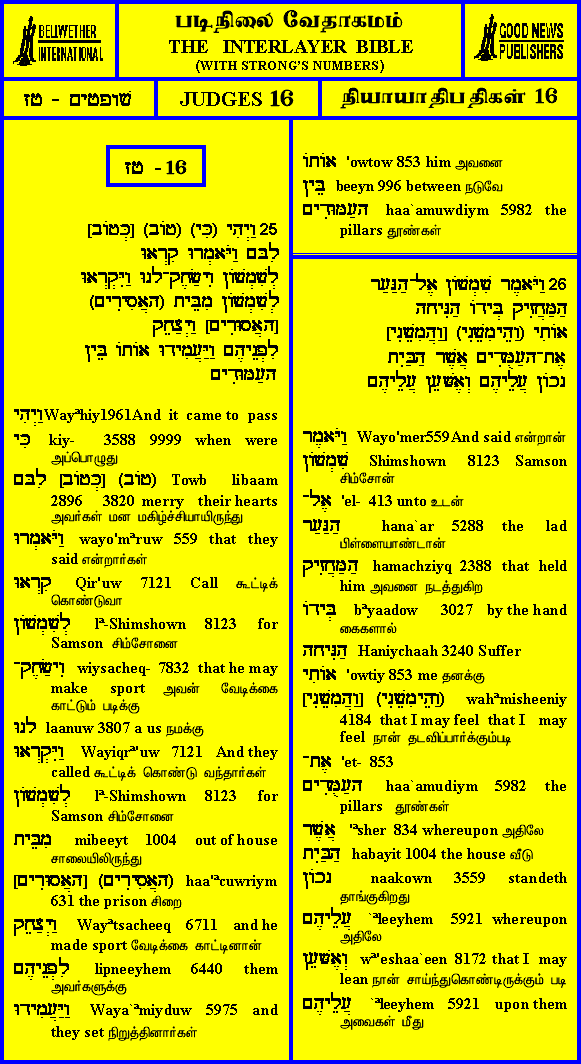 BELLWETHER
INTERNATIONAL
படிநிலை வேதாகமம்
THE INTERLAYER BIBLE
(WITH STRONG'S NUMBERS)
GOOD NEWS
PUBLISHERS
שופטים - טז
JUDGES 16
நியாயாதிபதிகள் 16
טז -16
25 וַיְהִי (כִּי) (טוֹב) [כְּטוֹב]
לִבָּם וַיֹּאמְרוּ קִרְאוּ
לְשִׁמְשׁוֹן וִישַׂחֶק־לָנוּ וַיִּקְרְאוּ
לְשִׁמְשׁוֹן מִבֵּית (הָאֲסִירִים)
[הָאֲסוּרִים] וַיְצַחֵק
לִפְנֵיהֶם וַיַּעֲמִידוּ אוֹתוֹ בֵּין
הָעַמּוּדִים
וַיְהִי Wayªhiy1961And it came to pass
כִּי kiy- 3588 9999 when were
அப்பொழுது
(טוֹב) [כְּטוֹב] לִבָּם Towb libaam
2896 3820 merry their hearts
அவர்கள் மன மகிழ்ச்சியாயிருந்து
וַיֹּאמְרוּ wayo'mªruw 559 that they
said என்றார்கள்
קִרְאוּ Qir'uw 7121 Call கூட்டிக்
கொண்டுவா
לְשִׁמְשׁוֹן lª-Shimshown 8123 for
Samson சிம்சோனை
וִישַׂחֶק־ wiysacheq- 7832 that he may
make sport அவன் வேடிக்கை
காட்டும் படிக்கு
לָנוּ laanuw 3807 a us நமக்கு
וַיִּקְרְאוּ Wayiqrª'uw 7121 And they
called கூட்டிக் கொண்டு வந்தார்கள்
לְשִׁמְשׁוֹן lª-Shimshown 8123 for
Samson சிம்சோனை
מִבֵּית mibeeyt 1004 out of house
சாலையிலிருந்து
(הָאֲסִירִים) [הָאֲסוּרִים] haa'ªcuwriym
631 the prison சிறை
וַיְצַחֵק Wayªtsacheeq 6711 and he
made sport வேடிக்கை காட்டினான்
לִפְנֵיהֶם lipneeyhem 6440 them
அவர்களுக்கு
וַיַּעֲמִידוּ Waya`ªmiyduw 5975 and
they set நிறுத்தினார்கள்
אוֹתוֹ 'owtow 853 him அவனை
בֵּין beeyn 996 between நடுவே
הָעַמּוּדִים haa`amuwdiym 5982 the
pillars தூண்கள்
26 וַיֹּאמֶר שִׁמְשׁוֹן אֶל־הַנַּעַר
הַמַּחֲזִיק בְּיָדוֹ הַנִּיחָה
אוֹתִי (וַהֵימִשֵׁנִי) [וַהֲמִשֵׁנִי]
אֶת־הָעַמֻּדִים אֲשֶׁר הַבַּיִת
נָכוֹן עֲלֵיהֶם וְאֶשָּׁעֵן עֲלֵיהֶם
וַיֹּאמֶר Wayo'mer559And said என்றான்
שִׁמְשׁוֹן Shimshown 8123 Samson
சிம்சோன்
אֶל־ 'el- 413 unto உடன்
הַנַּעַר hana`ar 5288 the lad
பிள்ளையாண்டான்
הַמַּחֲזִיק hamachziyq 2388 that held
him அவனை நடத்துகிற
בְּיָדוֹ bªyaadow 3027 by the hand
கைகளால்
הַנִּיחָה Haniychaah 3240 Suffer
אוֹתִי 'owtiy 853 me தனக்கு
(וַהֵימִשֵׁנִי) [וַהֲמִשֵׁנִי] wahªmisheeniy
4184 that I may feel that I may
feel நான் தடவிப்பார்க்கும்படி
אֶת־ 'et- 853
הָעַמֻּדִים haa`amudiym 5982 the
pillars தூண்கள்
אֲשֶׁר 'ªsher 834 whereupon அதிலே
הַבַּיִת habayit 1004 the house வீடு
נָכוֹן naakown 3559 standeth
தாங்குகிறது
עֲלֵיהֶם `ªleeyhem 5921 whereupon
அதிலே
וְאֶשָּׁעֵן wª'eshaa`een 8172 that I may
lean நான் சாய்ந்துகொண்டிருக்கும் படி
עֲלֵיהֶם `ªleeyhem 5921 upon them
அவைகள் மீது